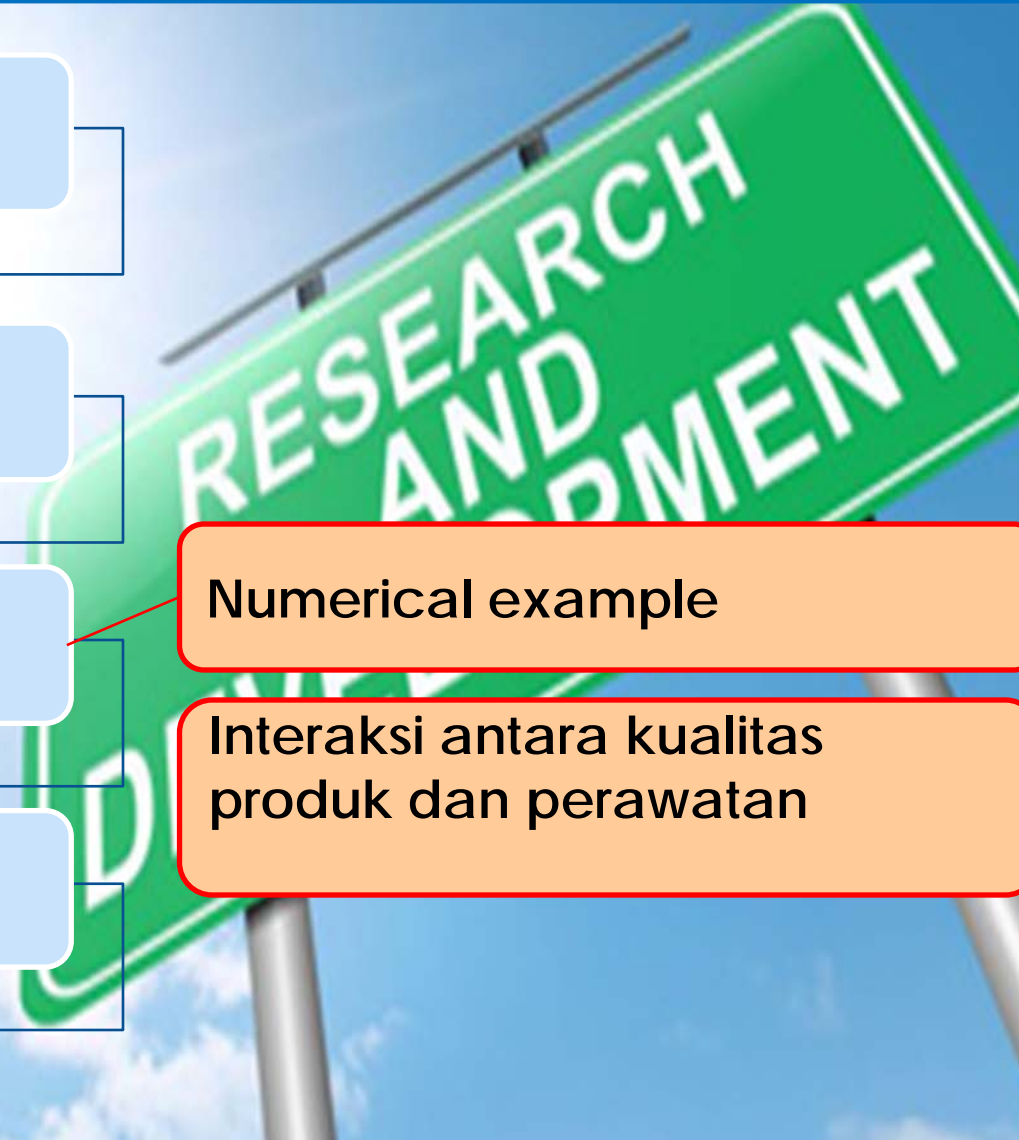 RESEARCH
AND
Numerical example
Interaksi antara kualitas
produk dan perawatan